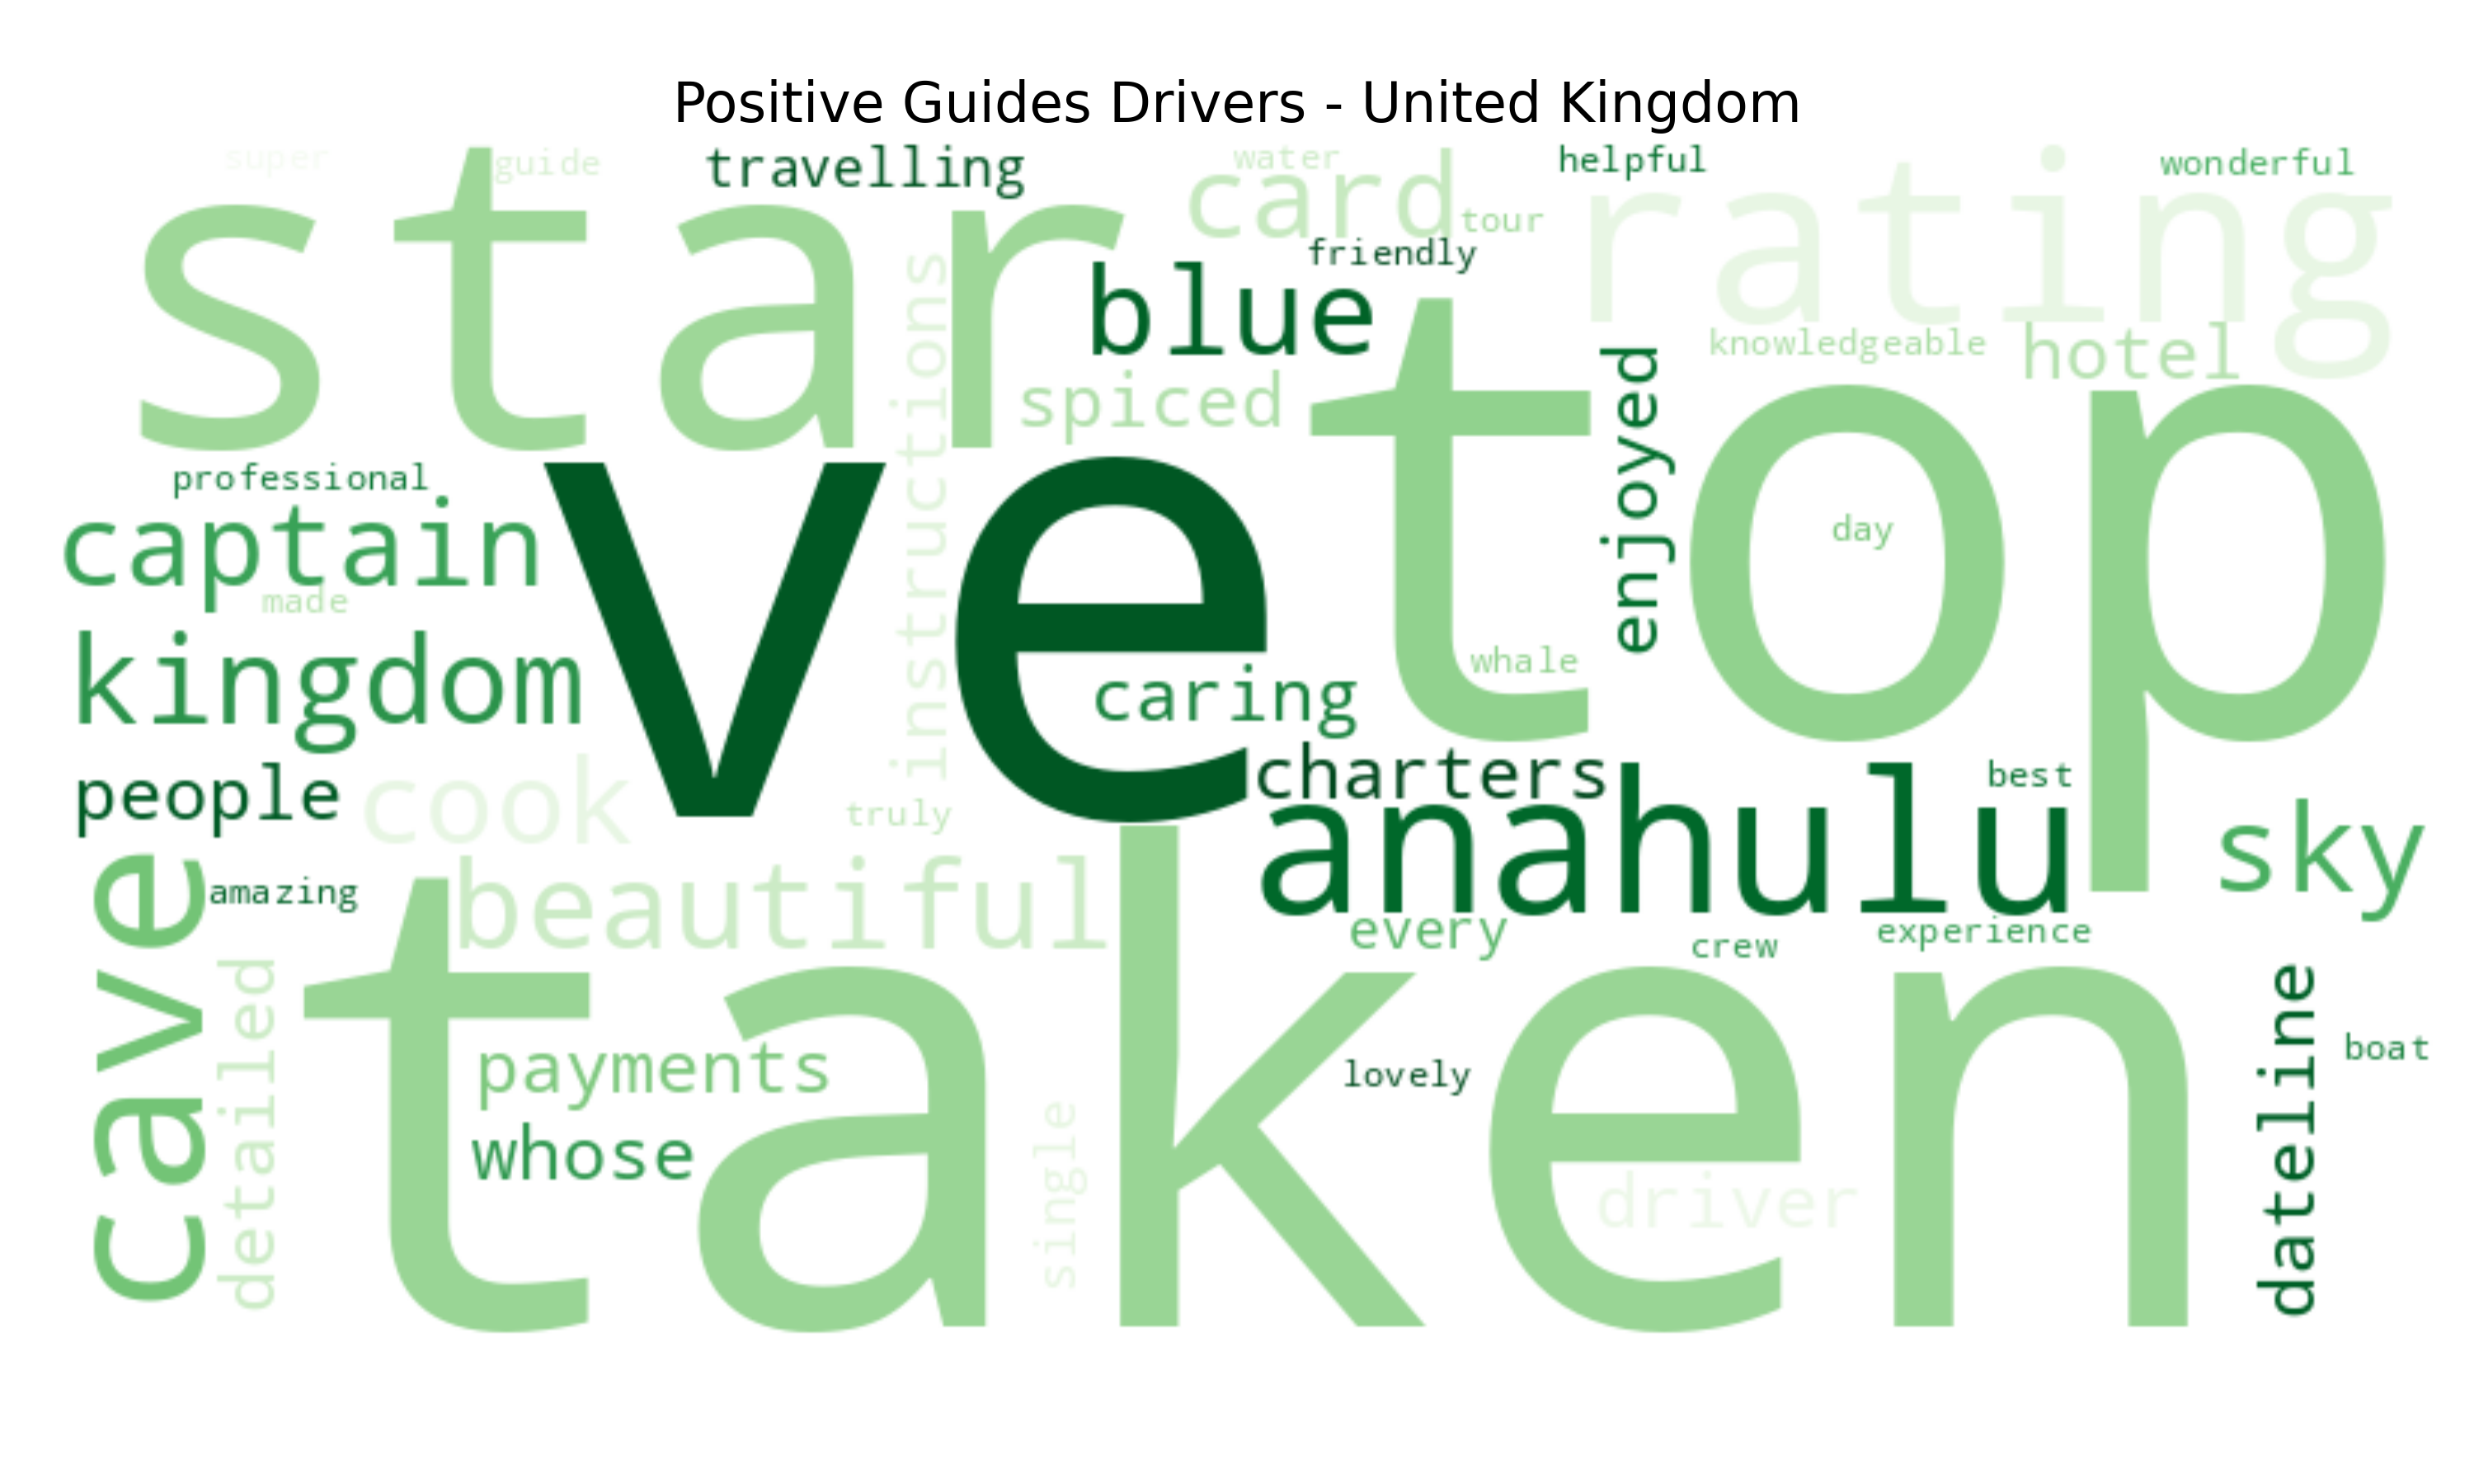 Positive Guides Drivers - United Kingdom
super
guide
travelling
water
card
helpful
wonderful
star
tour
rating
friendly
blue
instructions
spiced
knowledgeable
hotel
enjoyed
top
professional
captain
ve
day
made
kingdom
whale
caring
people
cook
truly
charters
best
anahulu
sky
cave
amazing
beautiful
every
crew
experience
detailed
taken
payments
whose
single
lovely
driver
dateline
boat